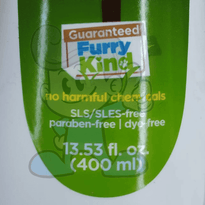 Guaranteed
Furry
Kind
no harmful chemicals
SLS/SLES-free
paraben-free | dye-free
13.53 fl. oz.
(400 ml)